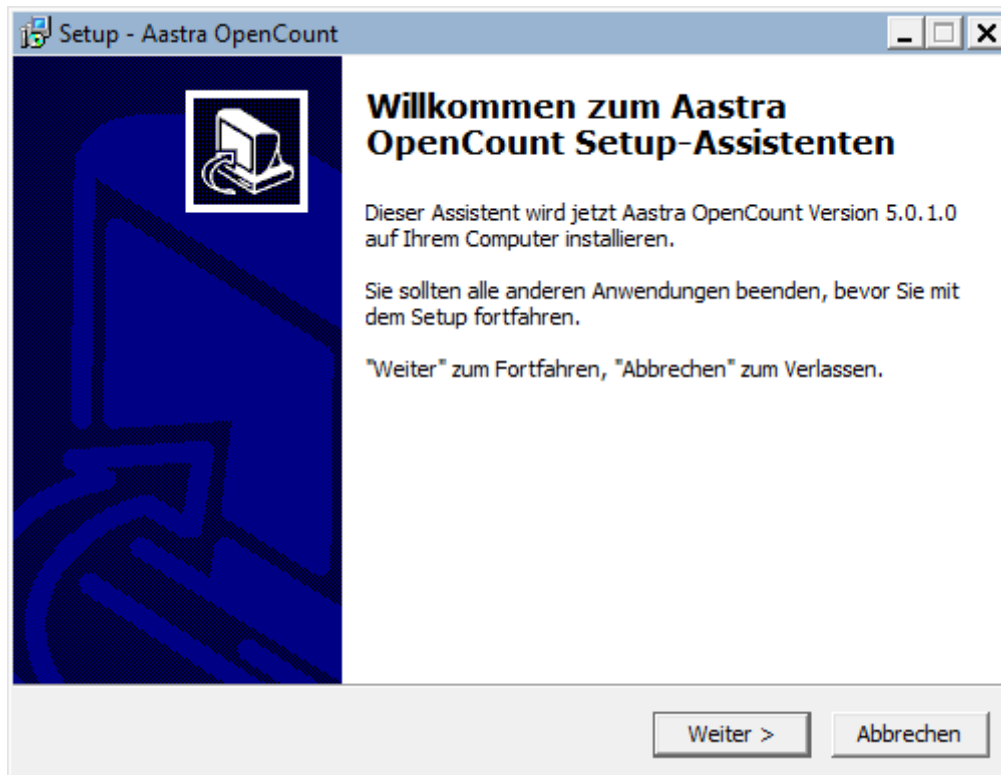 Setup - Aastra OpenCount
Willkommen zum Aastra
OpenCount Setup-Assistenten
Dieser Assistent wird jetzt Aastra OpenCount Version 5.0.1.0
auf Ihrem Computer installieren.
Sie sollten alle anderen Anwendungen beenden, bevor Sie mit
dem Setup fortfahren.
"Weiter" zum Fortfahren, "Abbrechen" zum Verlassen.
Weiter >
Abbrechen